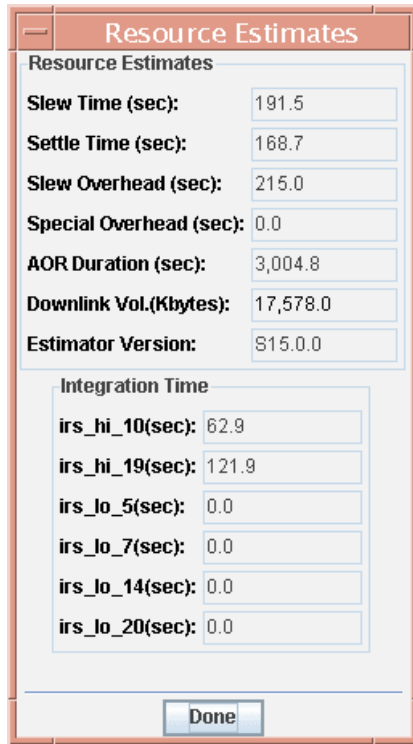 Resource Estimates
Resource Estimates
Slew Time (sec): 191.5
Settle Time (sec): 168.7
Slew Overhead (sec): 215.0
Special Overhead (sec): 0.0
AOR Duration (sec): 3,004.8
Downlink Vol.(Kbytes): 17,578.0
Estimator Version: S15.0.0
Integration Time
irs_hi_10(sec): 62.9
irs_hi_19(sec): 121.9
irs_lo_5(sec): 0.0
irs_lo_7(sec): 0.0
irs_lo_14(sec): 0.0
irs_lo_20(sec): 0.0
Done